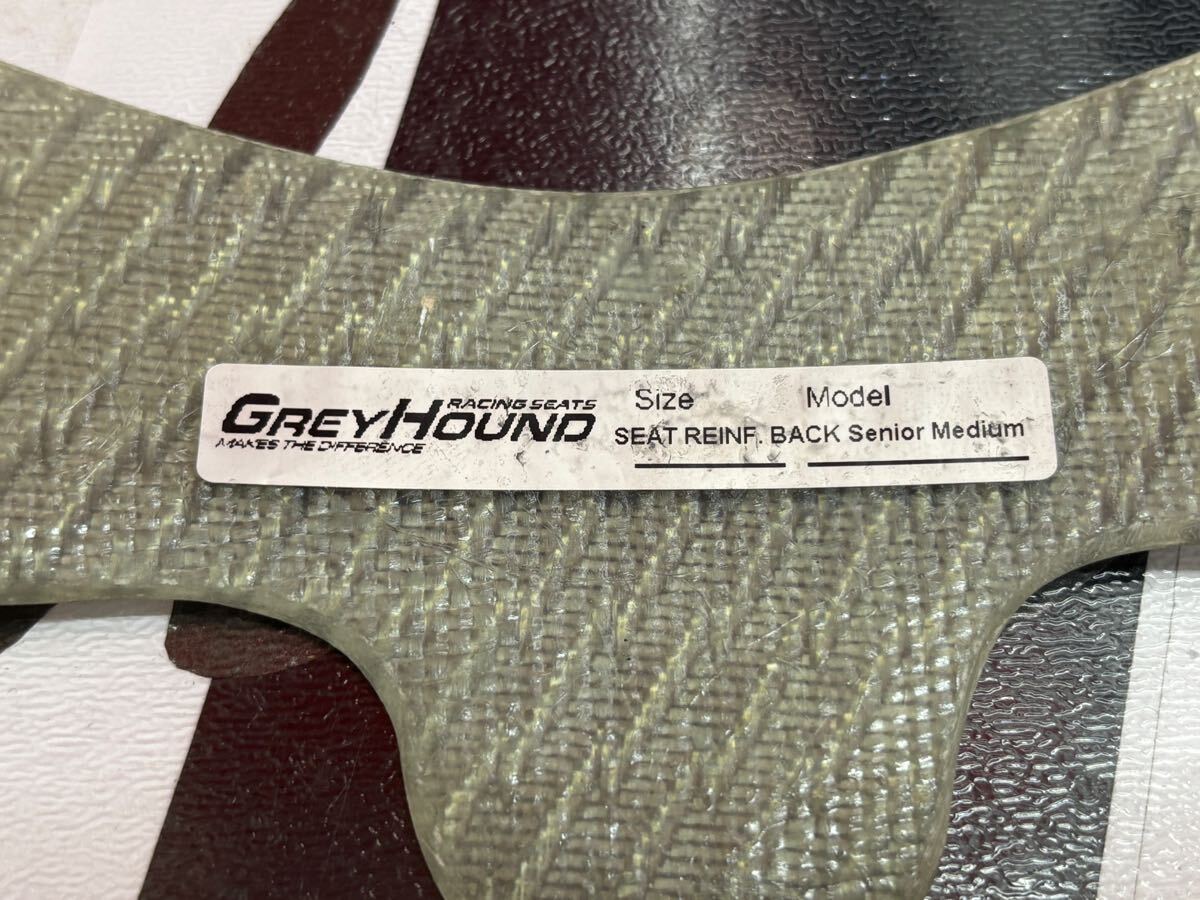 RACING SEATS
GREYHOUND
MAKES THE DIFFERENCE
Size Model
SEAT REINF. BACK Senior Medium